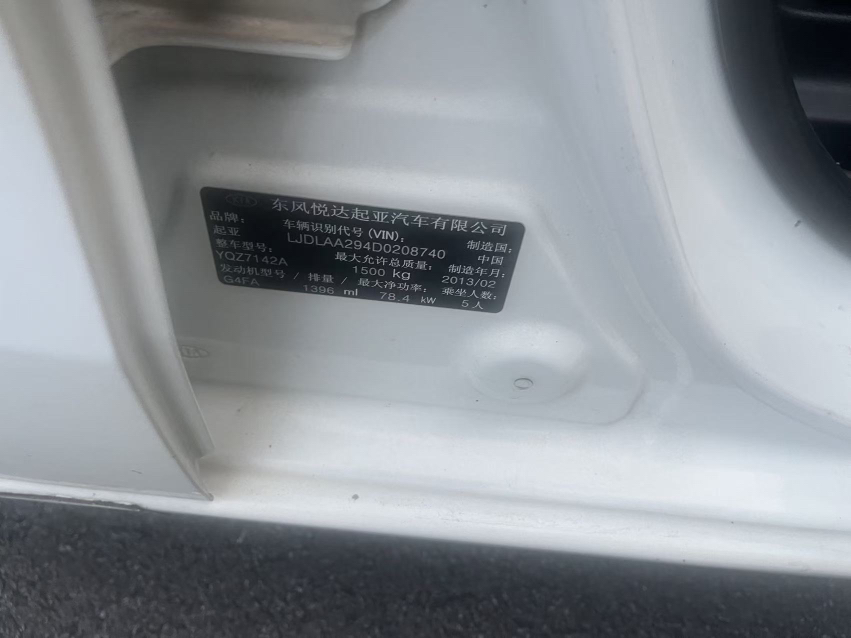 KIA 东风悦达起亚汽车有限公司
品牌： 车辆识别代号(VIN)： 制造国：
起亚 LJDLAA294D0208740 中国
整车型号： 最大允许总质量： 制造年月：
YQZ7142A 1500 kg 2013/02
发动机型号 / 排量 / 最大净功率： 乘坐人数：
G4FA 1396 ml 78.4 kW 5人